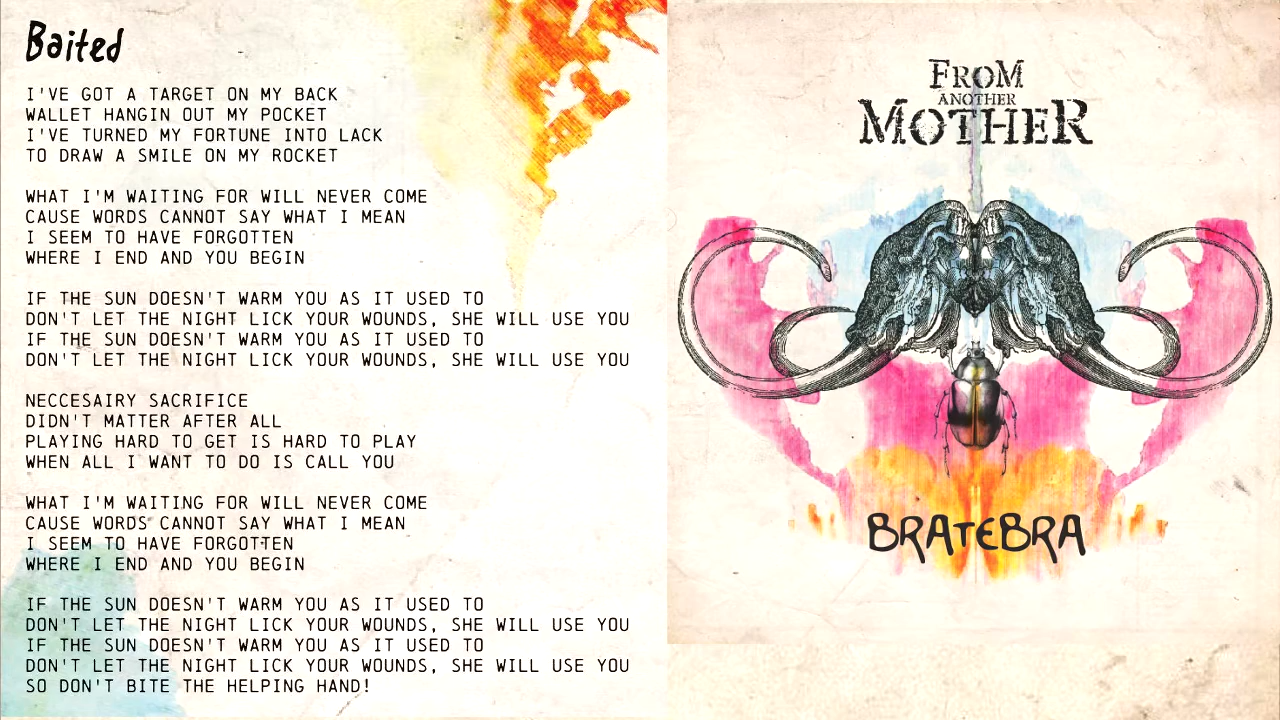 Baited
I'VE GOT A TARGET ON MY BACK
WALLET HANGIN OUT MY POCKET
I'VE TURNED MY FORTUNE INTO LACK
TO DRAW A SMILE ON MY ROCKET
WHAT I'M WAITING FOR WILL NEVER COME
CAUSE WORDS CANNOT SAY WHAT I MEAN
I SEEM TO HAVE FORGOTTEN
WHERE I END AND YOU BEGIN
IF THE SUN DOESN'T WARM YOU AS IT USED TO
DON'T LET THE NIGHT LICK YOUR WOUNDS, SHE WILL USE YOU
IF THE SUN DOESN'T WARM YOU AS IT USED TO
DON'T LET THE NIGHT LICK YOUR WOUNDS, SHE WILL USE YOU
NECCESAIRY SACRIFICE
DIDN'T MATTER AFTER ALL
PLAYING HARD TO GET IS HARD TO PLAY
WHEN ALL I WANT TO DO IS CALL YOU
WHAT I'M WAITING FOR WILL NEVER COME
CAUSE WORDS CANNOT SAY WHAT I MEAN
I SEEM TO HAVE FORGOTTEN
WHERE I END AND YOU BEGIN
IF THE SUN DOESN'T WARM YOU AS IT USED TO
DON'T LET THE NIGHT LICK YOUR WOUNDS, SHE WILL USE YOU
IF THE SUN DOESN'T WARM YOU AS IT USED TO
DON'T LET THE NIGHT LICK YOUR WOUNDS, SHE WILL USE YOU
SO DON'T BITE THE HELPING HAND!
FROM
ANOTHER
MOTHER
BRATEBRA